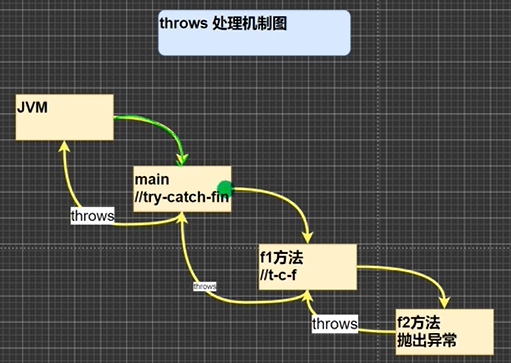 throws 处理机制图
JVM
main
//try-catch-fin
throws
f1方法
//t-c-f
throws
throws
f2方法
抛出异常